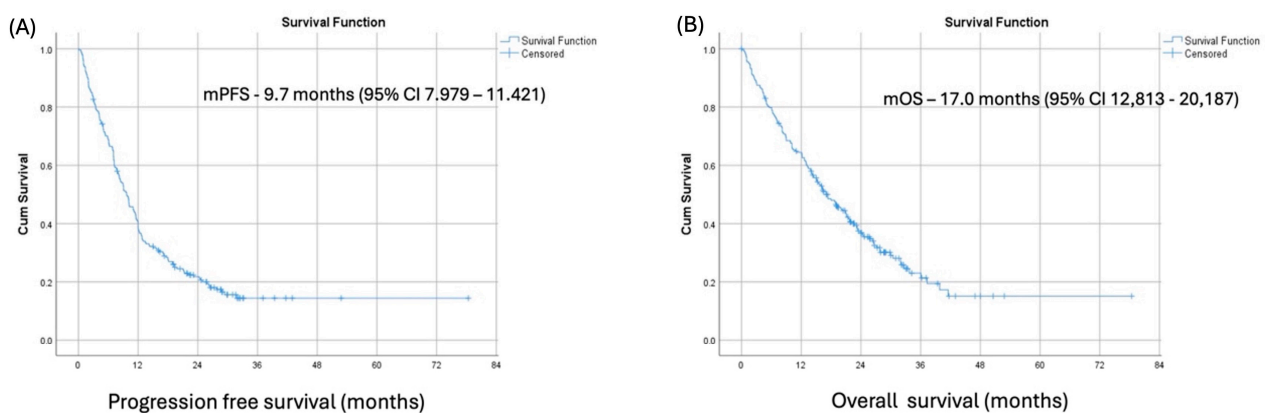 (A)
Survival Function
Survival Function
Censored
mPFS - 9.7 months (95% CI 7.979 – 11.421)
Cum Survival
1.0
0.8
0.6
0.4
0.2
0.0
0 12 24 36 48 60 72 84
Progression free survival (months)
(B)
Survival Function
Survival Function
Censored
mOS – 17.0 months (95% CI 12,813 - 20,187)
Cum Survival
1.0
0.8
0.6
0.4
0.2
0.0
0 12 24 36 48 60 72 84
Overall survival (months)